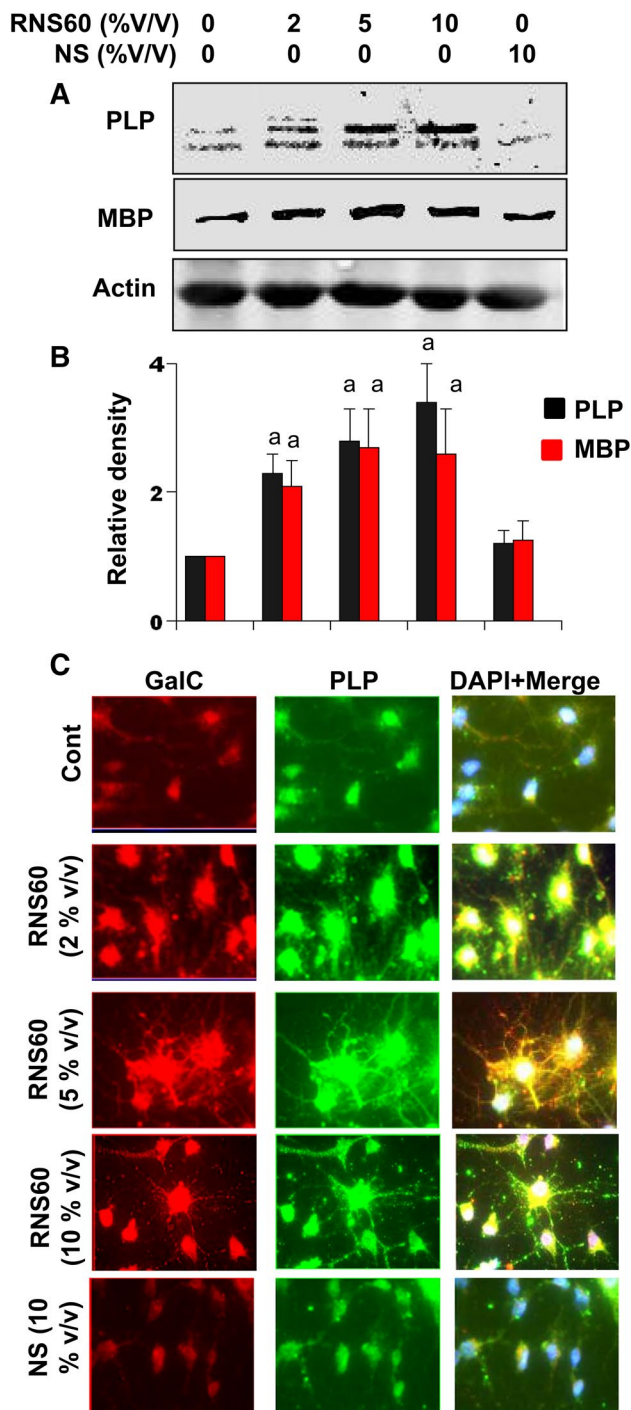 RNS60 (%V/V) 0 2 5 10 0
NS (%V/V) 0 0 0 0 10
A
PLP
MBP
Actin
B
4
2
0
Relative density
a
a
a
a
a
a
PLP
MBP
C
GalC PLP DAPI+Merge
Cont
RNS60
(2 % v/v)
RNS60
(5 % v/v)
RNS60
(10 % v/v)
NS (10
% v/v)